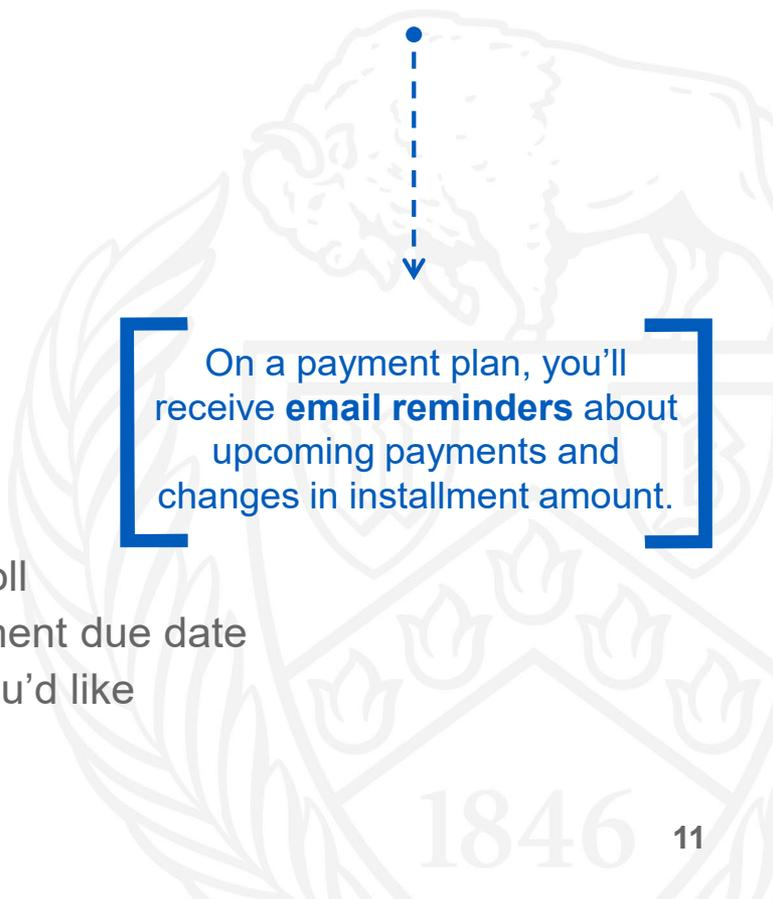 On a payment plan, you’ll
receive email reminders about
upcoming payments and
changes in installment amount.
oll
ment due date
u’d like
1846
11